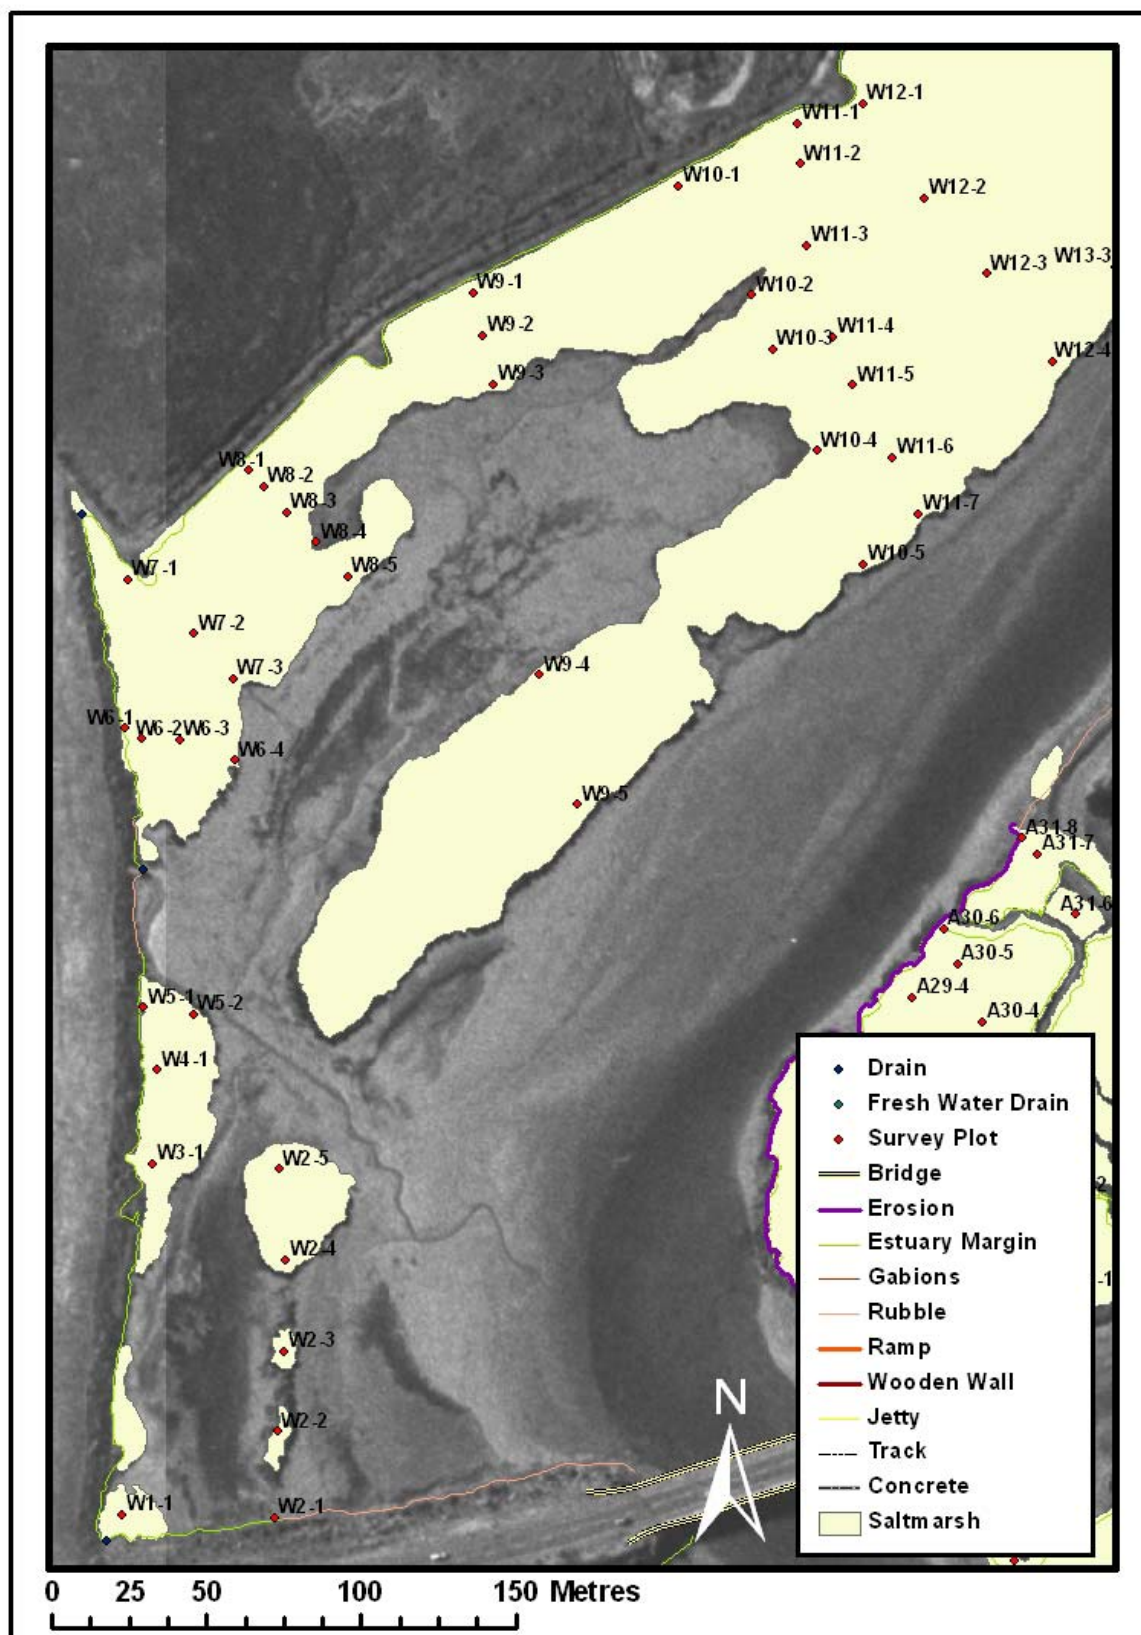 W12-1
W11-1
W11-2
W10-1
W12-2
W11-3
W13-3
W12-3
W9-1
W10-2
W9-2
W11-4
W10-3
W12-4
W9-3
W11-5
W10-4
W11-6
W8-1
W8-2
W8-3
W11-7
W8-4
W10-5
W7-1
W8-5
W7-2
W9-4
W7-3
W6-1
W6-2
W6-3
W6-4
W9-5
A31-8
A31-7
A31-6
A30-6
A30-5
A29-4
W5-1
W5-2
A30-4
W4-1
W3-1
W2-5
W2-4
W2-3
W2-2
W1-1
W2-1
Drain
Fresh Water Drain
Survey Plot
Bridge
Erosion
Estuary Margin
Gabions
Rubble
Ramp
Wooden Wall
Jetty
Track
Concrete
Saltmarsh
2
-1
N
0 25 50 100 150 Metres